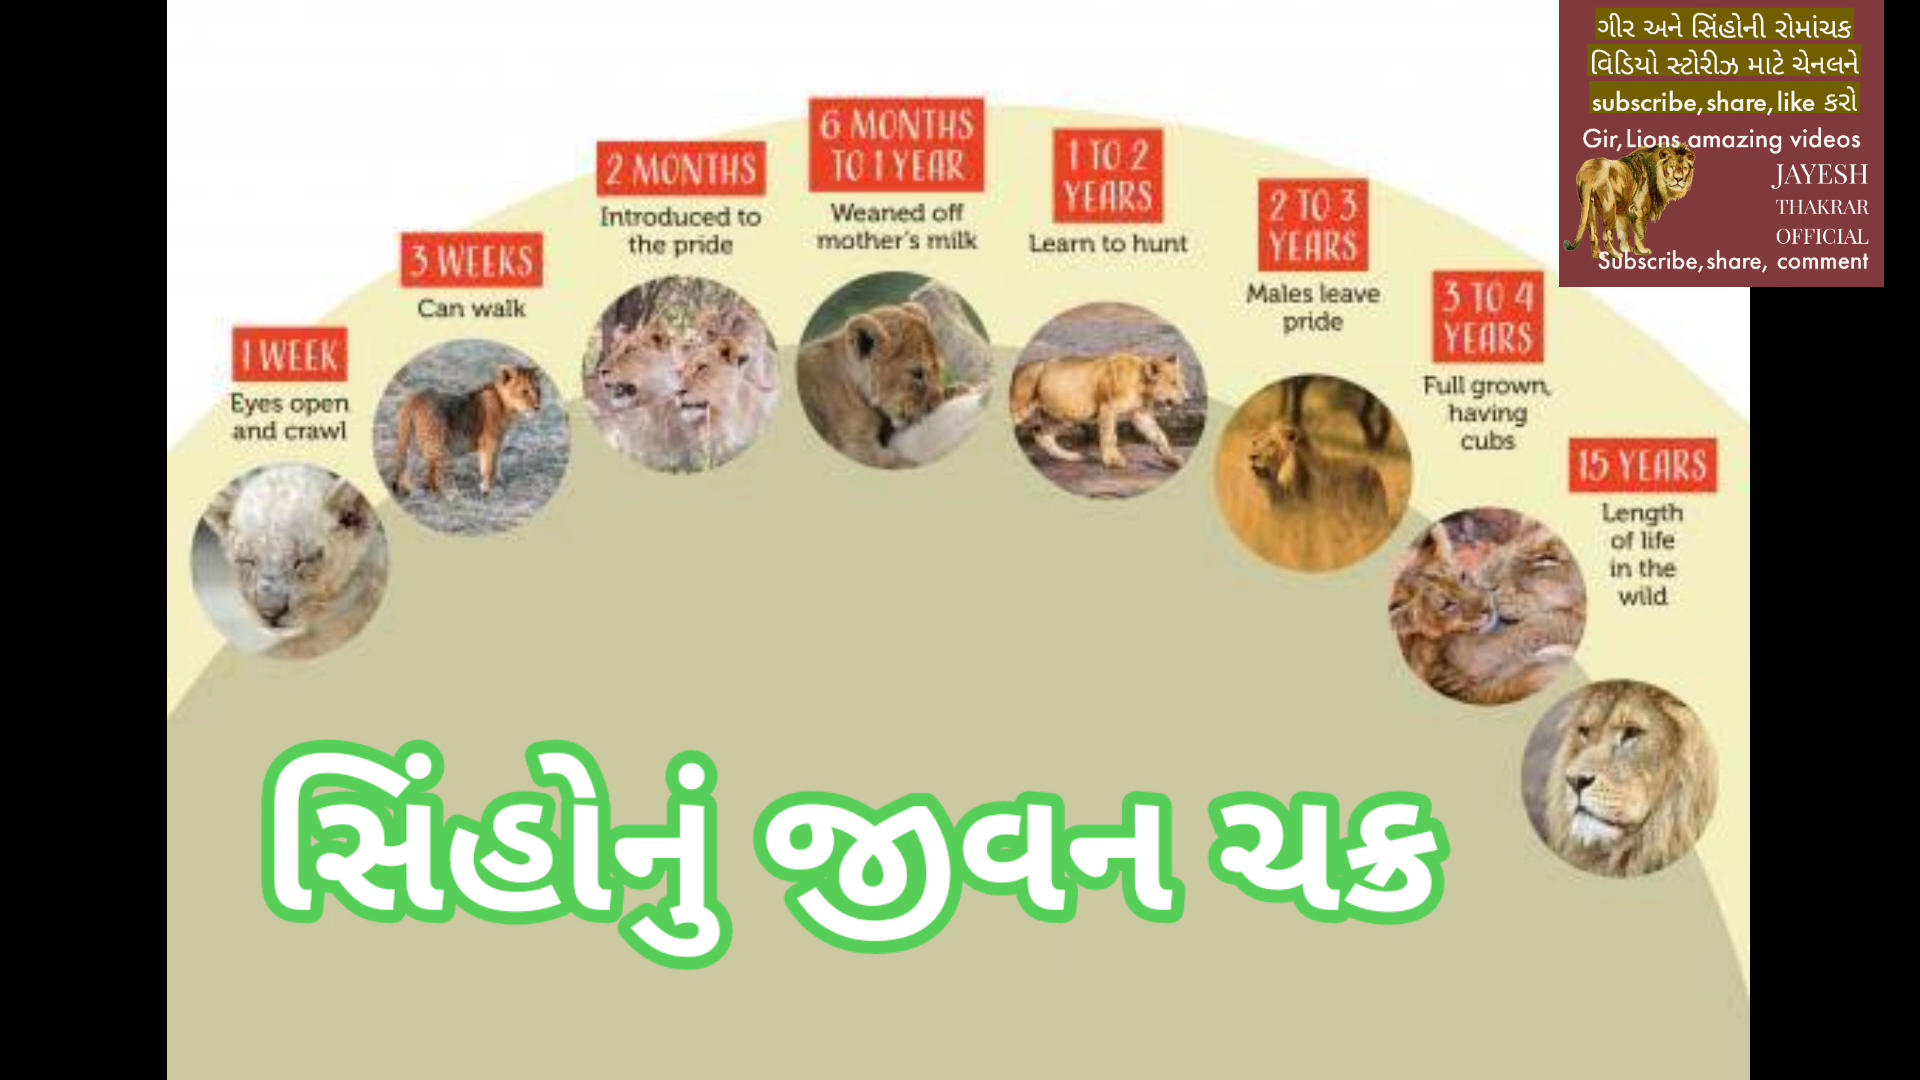 1 WEEK
Eyes open
and crawl
3 WEEKS
Can walk
2 MONTHS
Introduced to
the pride
6 MONTHS
TO 1 YEAR
Weaned off
mother's milk
1 TO 2
YEARS
Learn to hunt
2 TO 3
YEARS
Males leave
pride
3 TO 4
YEARS
Full grown,
having
cubs
15 YEARS
Length
of life
in the
wild
ગીર અને સિંહોની રોમાંચક
વિડિયો સ્ટોરીઝ માટે ચેનલને
subscribe, share, like કરો
Gir, Lions amazing videos
JAYESH
THAKRAR
OFFICIAL
Subscribe, share, comment
સિંહોનું જીવન ચક્ર